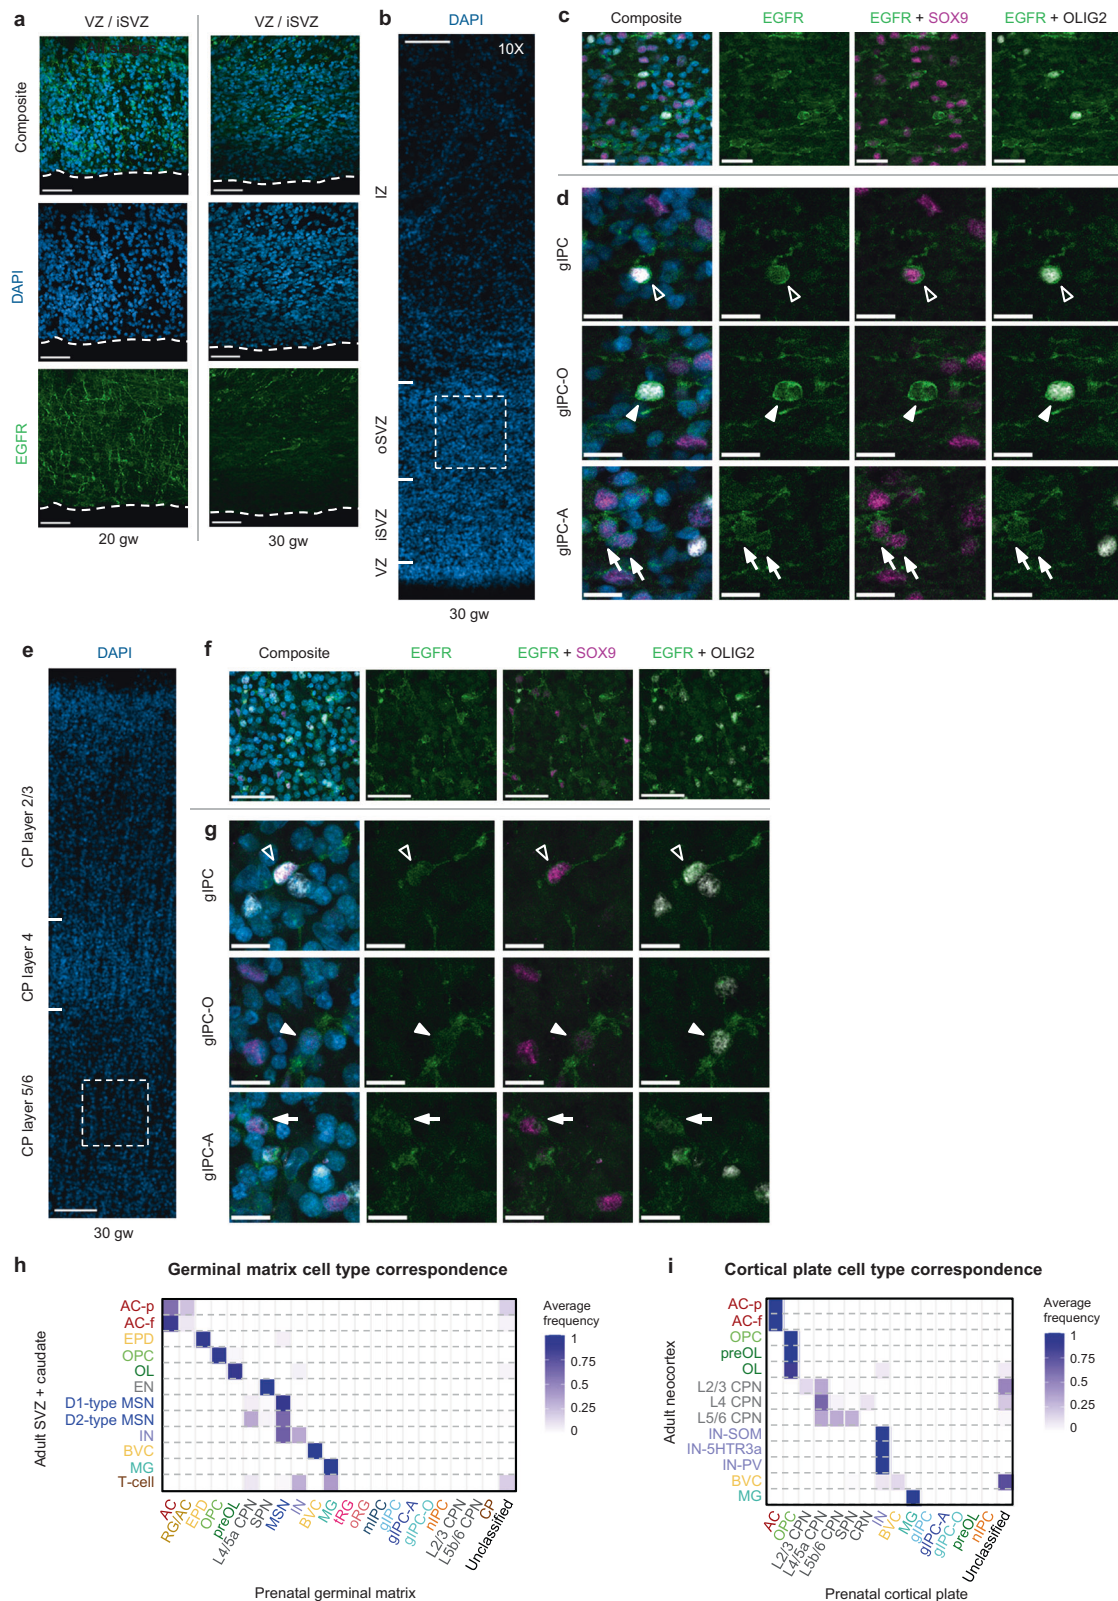 a
VZ / iSVZ
VZ / iSVZ
Composite
DAPI
EGFR
20 gw
30 gw
b
DAPI
10X
IZ
oSVZ
iSVZ
VZ
30 gw
c
Composite
EGFR
EGFR + SOX9
EGFR + OLIG2
d
gIPC
gIPC-O
gIPC-A
e
DAPI
CP layer 2/3
CP layer 4
CP layer 5/6
30 gw
f
Composite
EGFR
EGFR + SOX9
EGFR + OLIG2
g
gIPC
gIPC-O
gIPC-A
h
Germinal matrix cell type correspondence
Adult SVZ + caudate
AC-p
AC-f
EPD
OPC
OL
EN
D1-type MSN
D2-type MSN
IN
BVC
MG
T-cell
AC
RG/AC
EPD
OPC
preOL
L4/5a CPN
SPN
MSN
IN
BVC
MG
tRG
oRG
mIPC
gIPC
gIPC-A
gIPC-O
nIPC
L2/3 CPN
L5b/6 CPN
CP
Unclassified
Prenatal germinal matrix
Average
frequency
1
0.75
0.5
0.25
0
i
Cortical plate cell type correspondence
Adult neocortex
AC-p
AC-f
OPC
preOL
OL
L2/3 CPN
L4 CPN
L5/6 CPN
IN-SOM
IN-5HTR3a
IN-PV
BVC
MG
AC
OPC
L2/3 CPN
L4/5a CPN
L5b/6 CPN
SPN
CRN
IN
BVC
MG
gIPC
gIPC-A
gIPC-O
preOL
nIPC
Unclassified
Prenatal cortical plate
Average
frequency
1
0.75
0.5
0.25
0